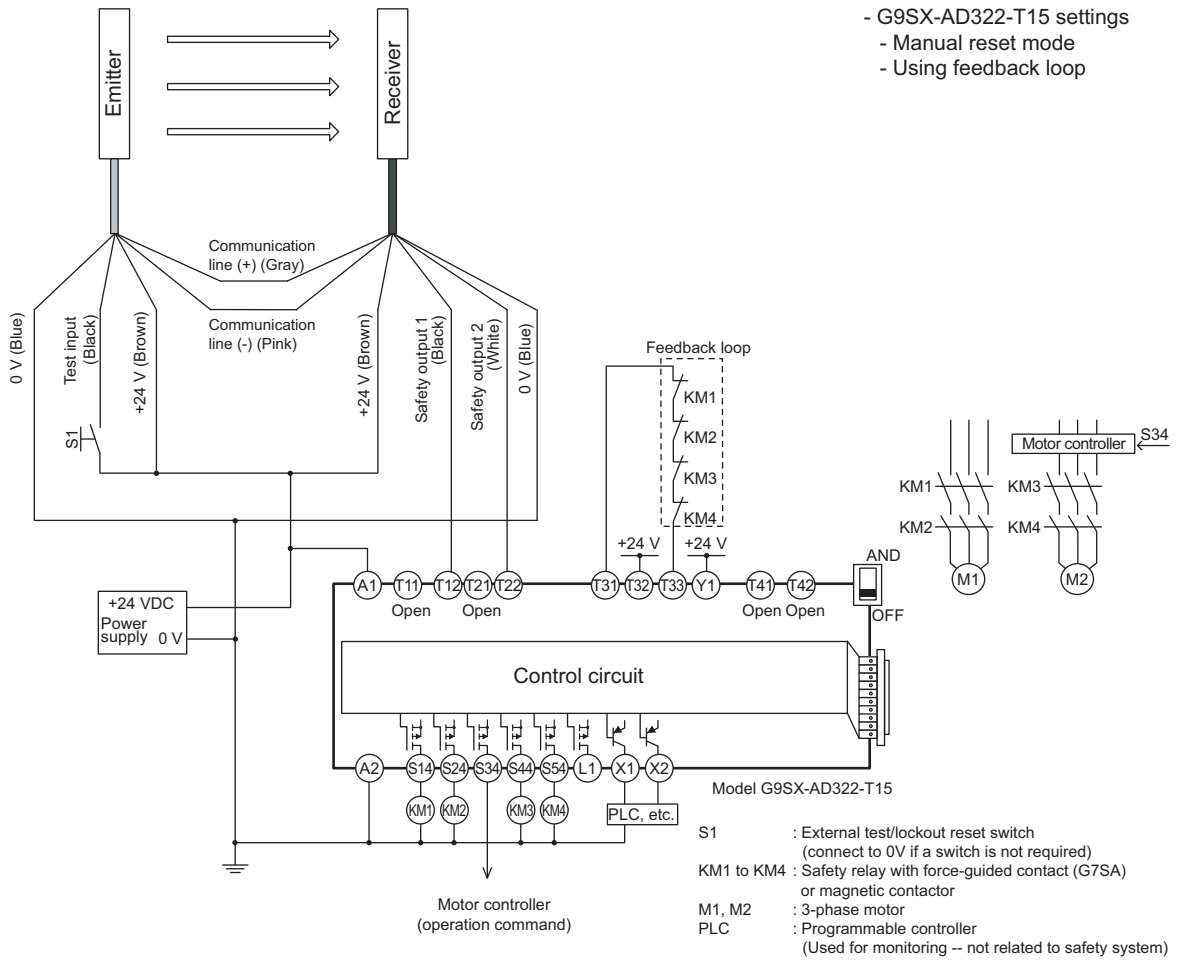 - G9SX-AD322-T15 settings
- Manual reset mode
- Using feedback loop
Emitter
Receiver
Communication
line (+) (Gray)
Communication
line (-) (Pink)
0 V (Blue)
Test input
(Black)
+24 V (Brown)
+24 V (Brown)
Safety output 1
(Black)
Safety output 2
(White)
0 V (Blue)
S1
Feedback loop
KM1
KM2
KM3
KM4
+24 V
+24 V
Motor controller
S34
KM1
KM3
KM2
KM4
M1
M2
AND
OFF
A1
T11
T12
T21
T22
T31
T32
T33
Y1
T41
T42
Open
Open
Open
Open
+24 VDC
Power
supply 0 V
Control circuit
A2
S14
S24
S34
S44
S54
L1
X1
X2
KM1
KM2
KM3
KM4
PLC, etc.
Model G9SX-AD322-T15
Motor controller
(operation command)
S1 : External test/lockout reset switch
(connect to 0V if a switch is not required)
KM1 to KM4 : Safety relay with force-guided contact (G7SA)
or magnetic contactor
M1, M2 : 3-phase motor
PLC : Programmable controller
(Used for monitoring -- not related to safety system)